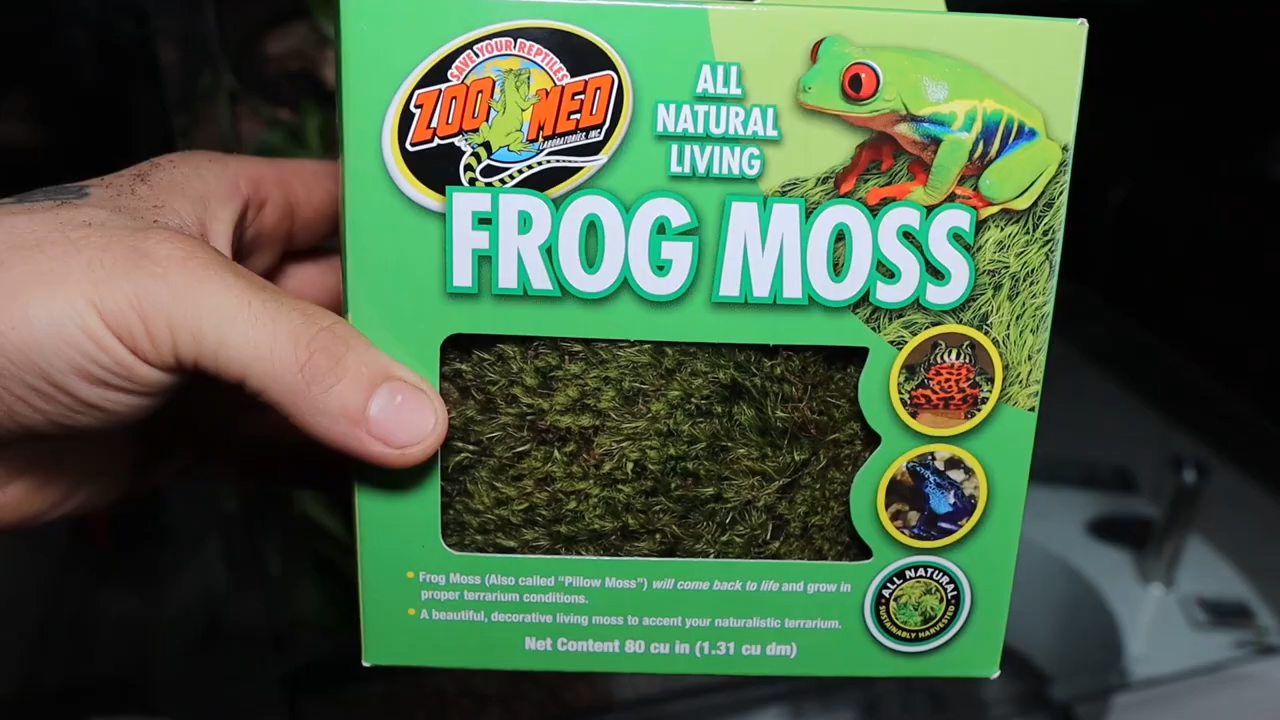 SAVE YOUR REPTILES
ZOO MED
LABORATORIES, INC.
ALL
NATURAL
LIVING
FROG MOSS
Frog Moss (Also called “Pillow Moss”) will come back to life and grow in
proper terrarium conditions.
A beautiful, decorative living moss to accent your naturalistic terrarium.
Net Content 80 cu in (1.31 cu dm)
ALL NATURAL
SUSTAINABLY HARVESTED